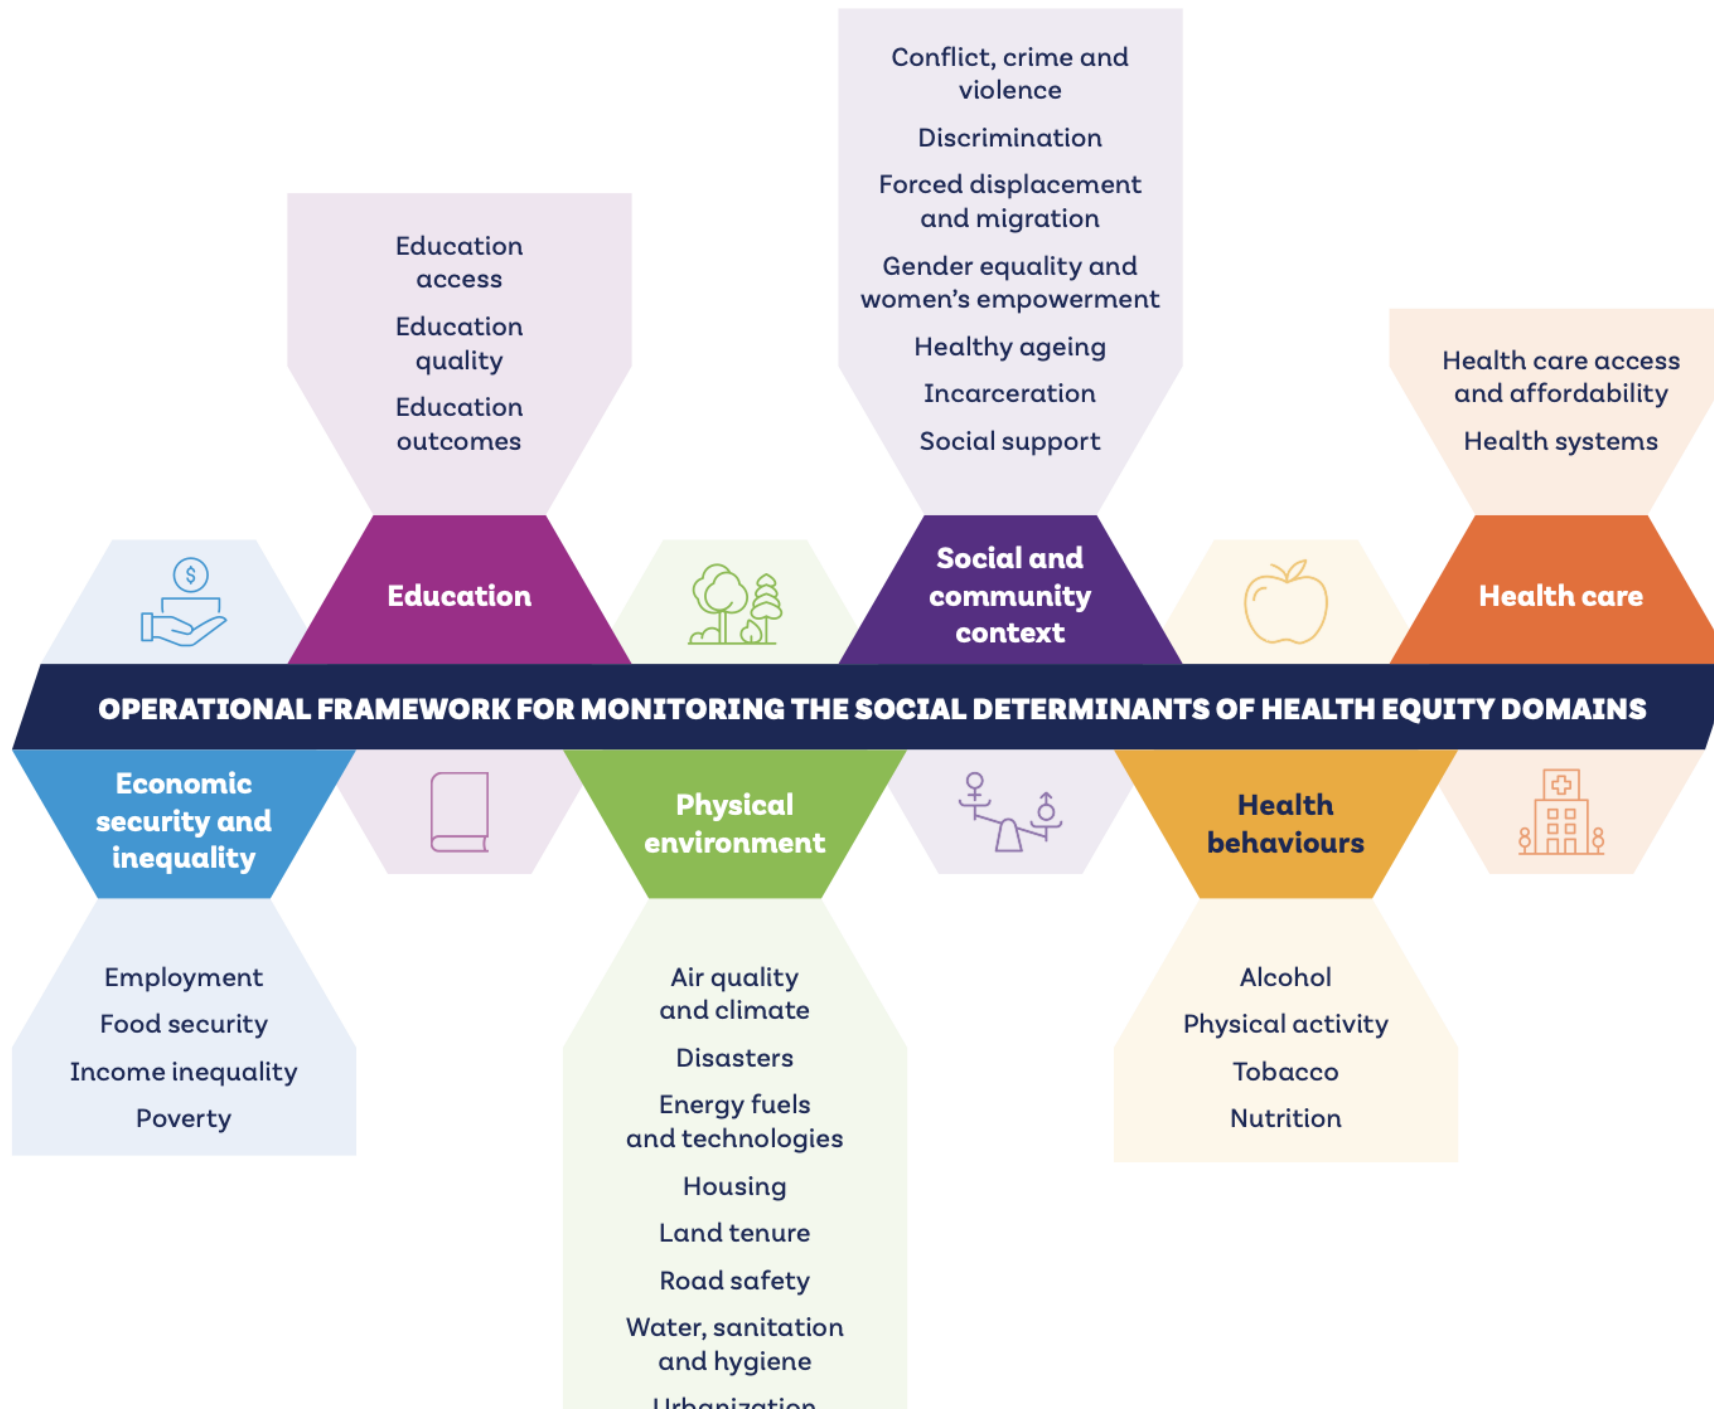 Conflict, crime and
violence
Discrimination
Forced displacement
and migration
Gender equality and
women’s empowerment
Healthy ageing
Incarceration
Social support
Education
access
Education
quality
Education
outcomes
Health care access
and affordability
Health systems
$
Education
Social and
community
context
Health care
OPERATIONAL FRAMEWORK FOR MONITORING THE SOCIAL DETERMINANTS OF HEALTH EQUITY DOMAINS
Economic
security and
inequality
Physical
environment
Health
behaviours
Employment
Food security
Income inequality
Poverty
Air quality
and climate
Disasters
Energy fuels
and technologies
Housing
Land tenure
Road safety
Water, sanitation
and hygiene
Urbanization
Alcohol
Physical activity
Tobacco
Nutrition